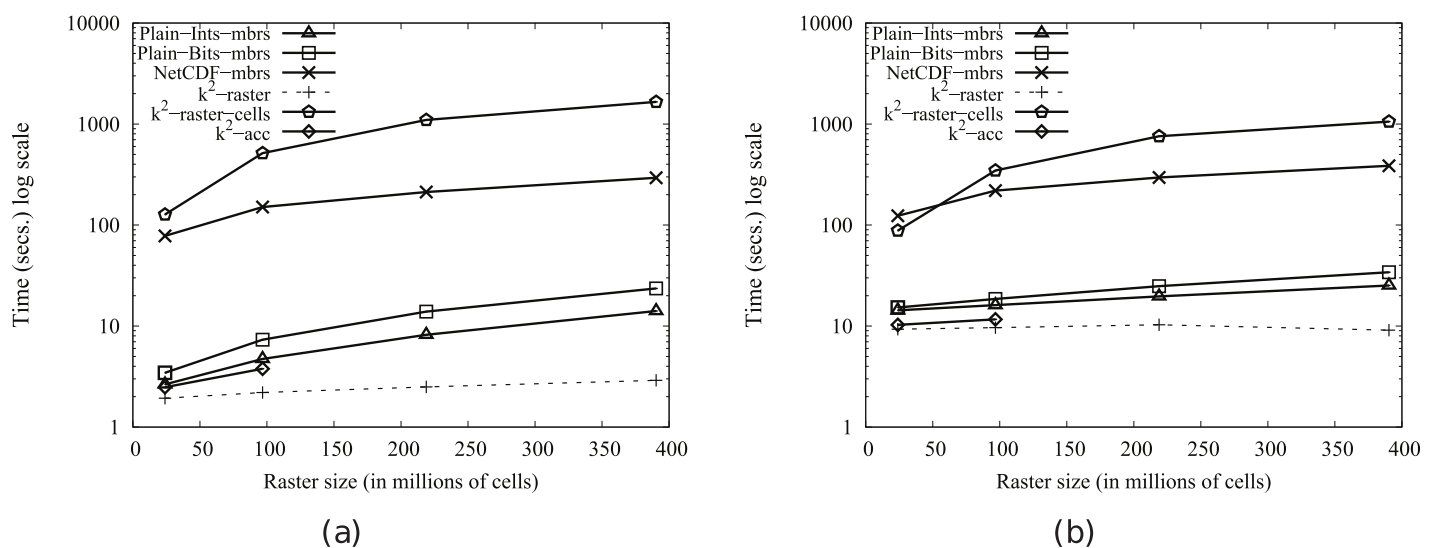 10000
1000
100
10
1
Time (secs.) log scale
Plain−Ints−mbrs
Plain−Bits−mbrs
NetCDF−mbrs
k²−raster
k²−raster−cells
k²−acc
0 50 100 150 200 250 300 350 400
Raster size (in millions of cells)
(a)
10000
1000
100
10
1
Time (secs.) log scale
Plain−Ints−mbrs
Plain−Bits−mbrs
NetCDF−mbrs
k²−raster
k²−raster−cells
k²−acc
0 50 100 150 200 250 300 350 400
Raster size (in millions of cells)
(b)